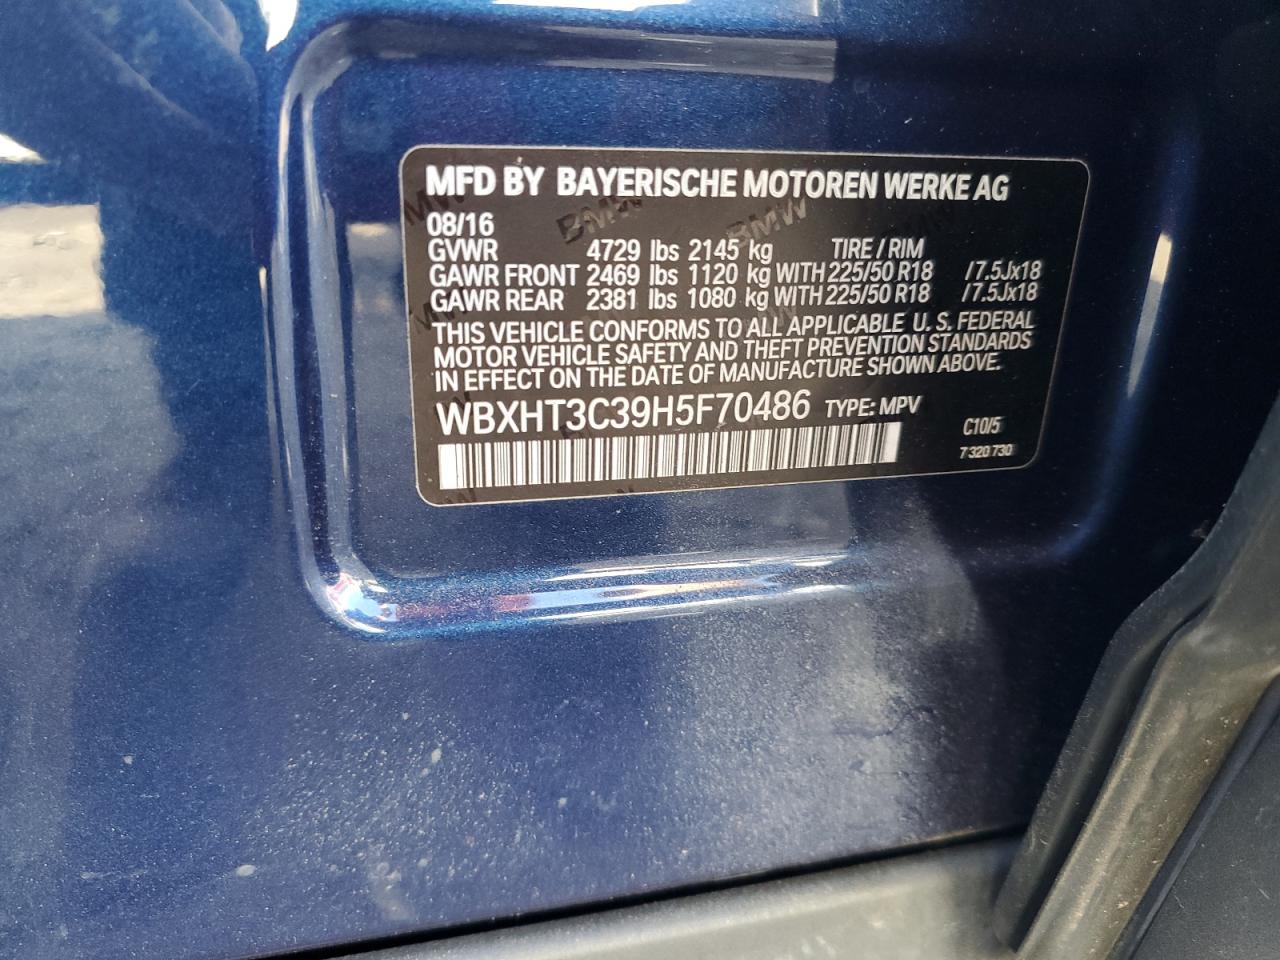 MFD BY BAYERISCHE MOTOREN WERKE AG
08/16
GVWR 4729 lbs 2145 kg TIRE / RIM
GAWR FRONT 2469 lbs 1120 kg WITH 225/50 R18 /7.5Jx18
GAWR REAR 2381 lbs 1080 kg WITH 225/50 R18 /7.5Jx18
THIS VEHICLE CONFORMS TO ALL APPLICABLE U.S. FEDERAL
MOTOR VEHICLE SAFETY AND THEFT PREVENTION STANDARDS
IN EFFECT ON THE DATE OF MANUFACTURE SHOWN ABOVE.
WBXHT3C39H5F70486 TYPE: MPV
C10/5
7 320 730
BMW
BMW